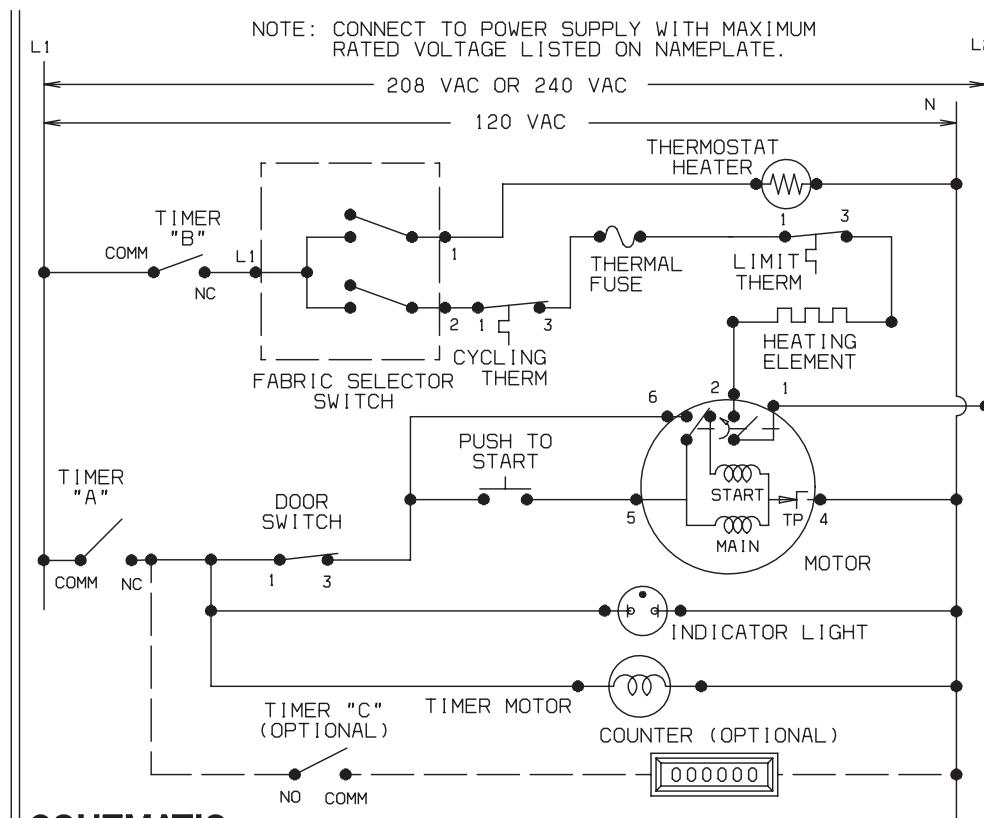 NOTE: CONNECT TO POWER SUPPLY WITH MAXIMUM
RATED VOLTAGE LISTED ON NAMEPLATE.
L1
208 VAC OR 240 VAC
N
120 VAC
THERMOSTAT
HEATER
TIMER
"B"
COMM
NC
L1
1
1
3
THERMAL
FUSE
LIMIT
THERM
2
1
3
CYCLING
THERM
HEATING
ELEMENT
FABRIC SELECTOR
SWITCH
6
2
1
PUSH TO
START
TIMER
"A"
DOOR
SWITCH
START
5
TP
4
MAIN
MOTOR
COMM
NC
1
3
INDICATOR LIGHT
TIMER MOTOR
TIMER "C"
(OPTIONAL)
COUNTER (OPTIONAL)
000000
NO
COMM